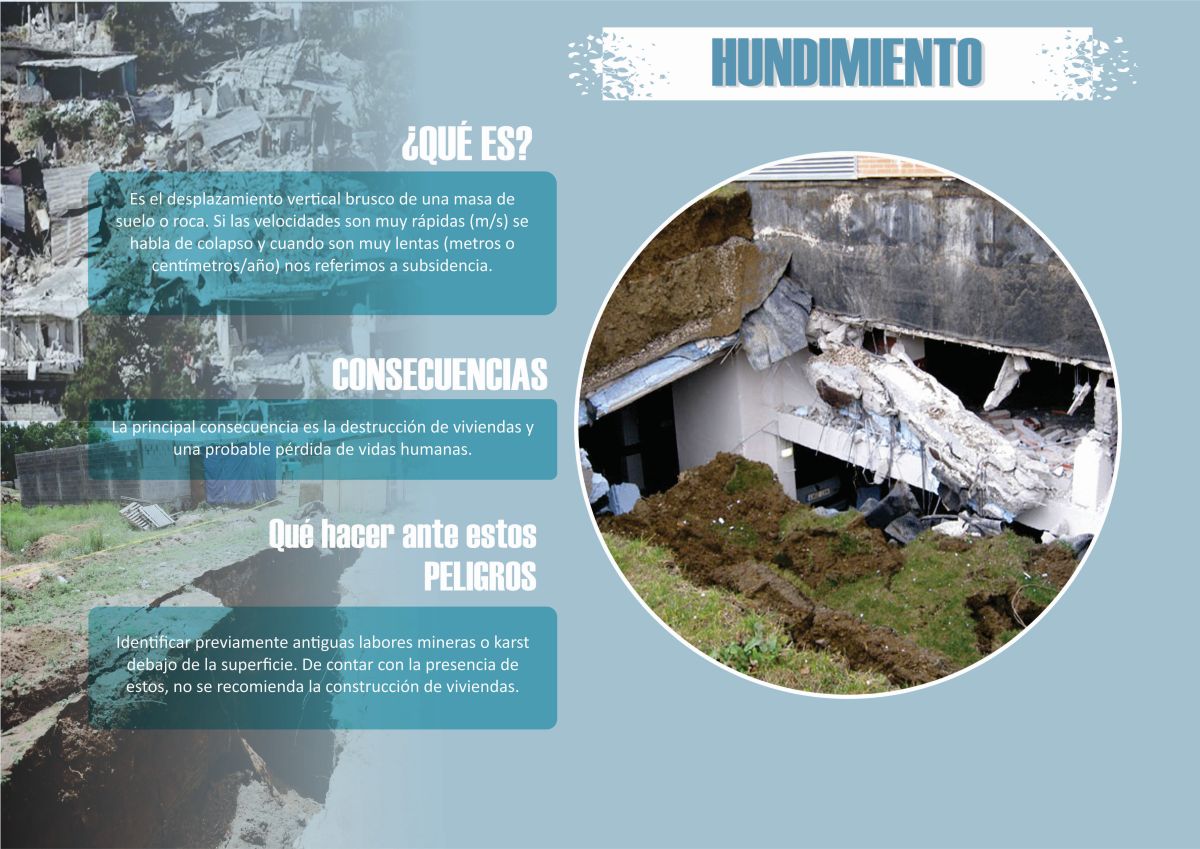 HUNDIMIENTO
¿QUÉ ES?
Es el desplazamiento vertical brusco de una masa de
suelo o roca. Si las velocidades son muy rápidas (m/s) se
habla de colapso y cuando son muy lentas (metros o
centímetros/año) nos referimos a subsidencia.
CONSECUENCIAS
La principal consecuencia es la destrucción de viviendas y
una probable pérdida de vidas humanas.
Qué hacer ante estos
PELIGROS
Identificar previamente antiguas labores mineras o karst
debajo de la superficie. De contar con la presencia de
estos, no se recomienda la construcción de viviendas.